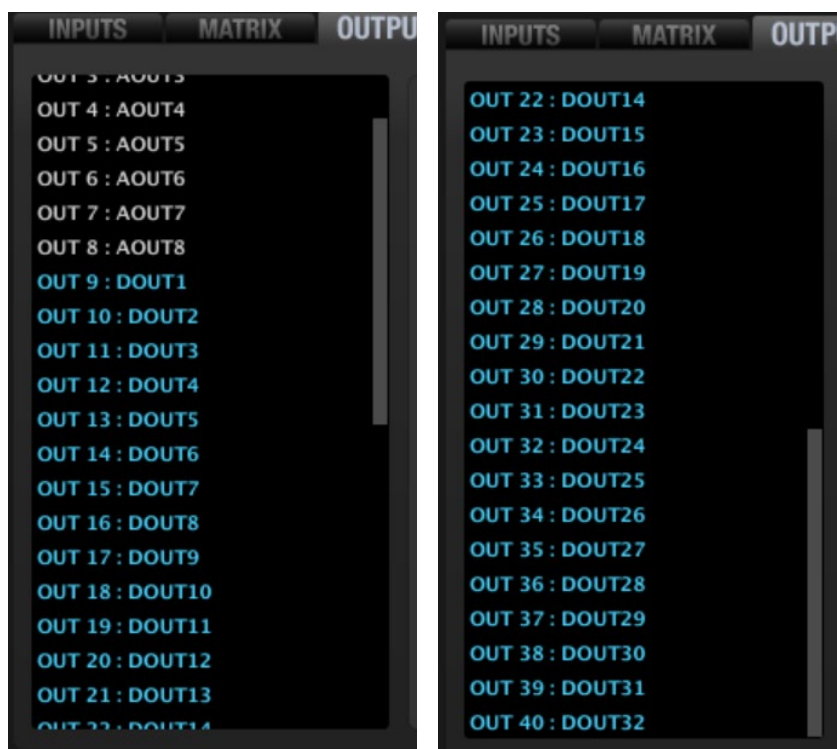 INPUTS MATRIX OUTPU
OUT 3 : AOUT3
OUT 4 : AOUT4
OUT 5 : AOUT5
OUT 6 : AOUT6
OUT 7 : AOUT7
OUT 8 : AOUT8
OUT 9 : DOUT1
OUT 10 : DOUT2
OUT 11 : DOUT3
OUT 12 : DOUT4
OUT 13 : DOUT5
OUT 14 : DOUT6
OUT 15 : DOUT7
OUT 16 : DOUT8
OUT 17 : DOUT9
OUT 18 : DOUT10
OUT 19 : DOUT11
OUT 20 : DOUT12
OUT 21 : DOUT13
OUT 22 : DOUT14
INPUTS MATRIX OUTP
OUT 22 : DOUT14
OUT 23 : DOUT15
OUT 24 : DOUT16
OUT 25 : DOUT17
OUT 26 : DOUT18
OUT 27 : DOUT19
OUT 28 : DOUT20
OUT 29 : DOUT21
OUT 30 : DOUT22
OUT 31 : DOUT23
OUT 32 : DOUT24
OUT 33 : DOUT25
OUT 34 : DOUT26
OUT 35 : DOUT27
OUT 36 : DOUT28
OUT 37 : DOUT29
OUT 38 : DOUT30
OUT 39 : DOUT31
OUT 40 : DOUT32